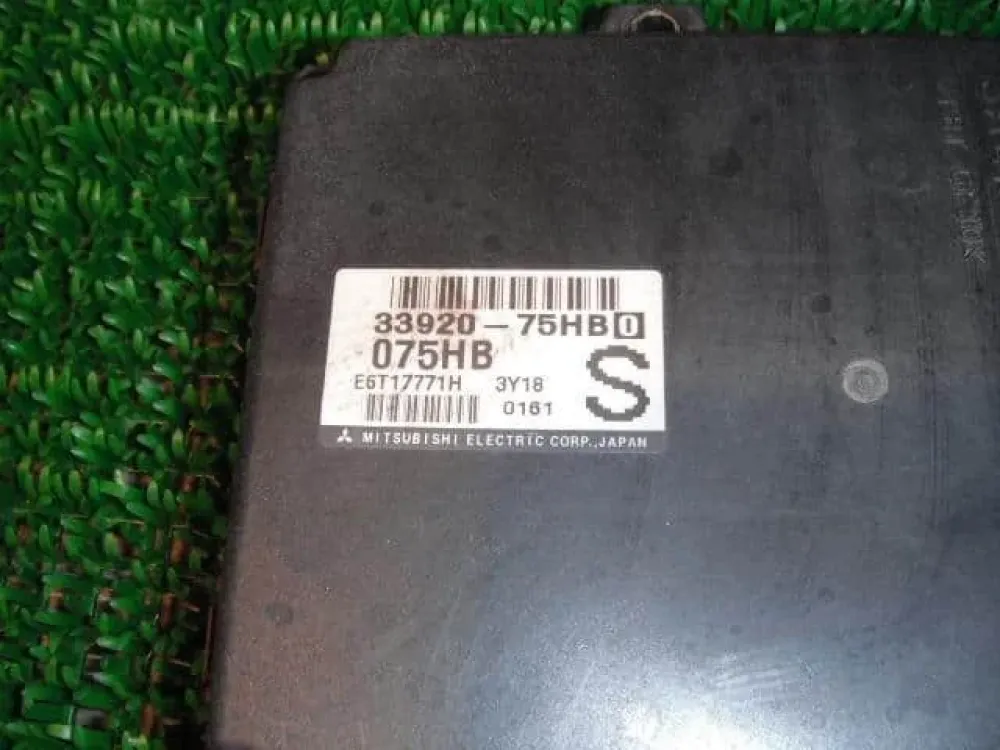 33920-75HB0
075HB
S
E6T17771H 3Y18
0161
MITSUBISHI ELECTRIC CORP., JAPAN